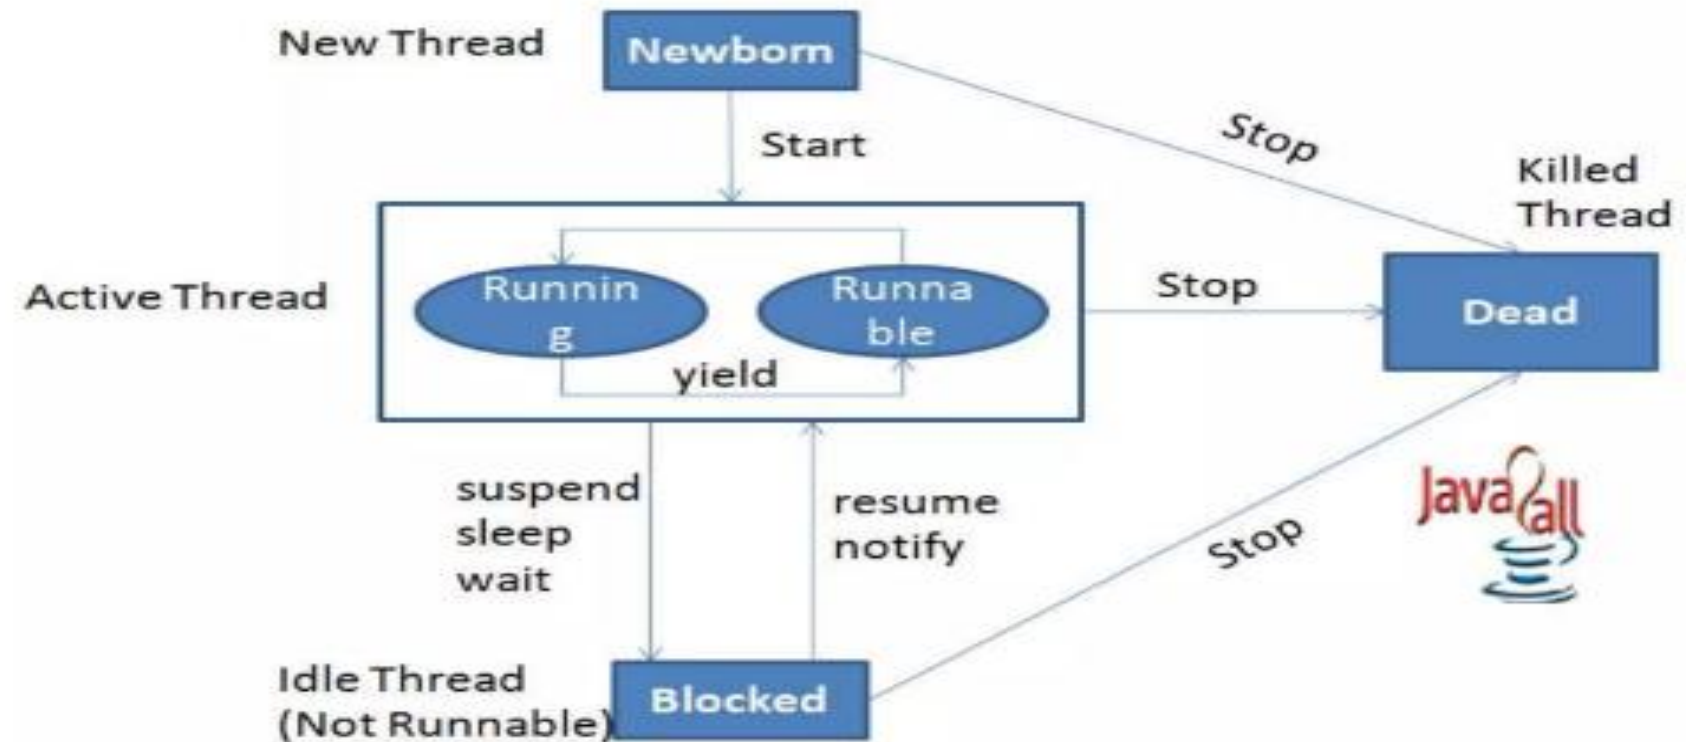 New Thread
Newborn
Start
Stop
Killed
Thread
Active Thread
Runnin
g
Runna
ble
yield
Stop
Dead
suspend
sleep
wait
resume
notify
Stop
Java2all
Idle Thread
(Not Runnable)
Blocked